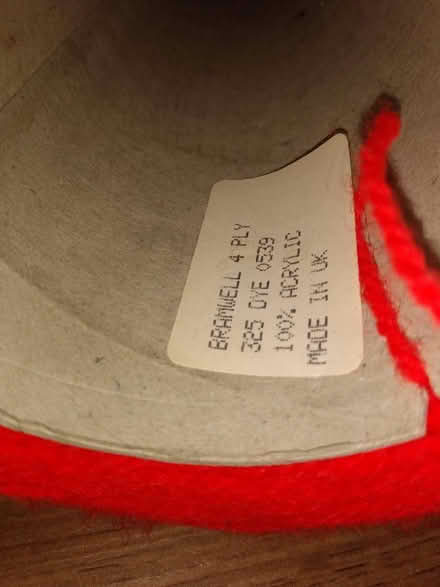 BRAMWELL 4 PLY
325 DYE 0539
100% ACRYLIC
MADE IN UK